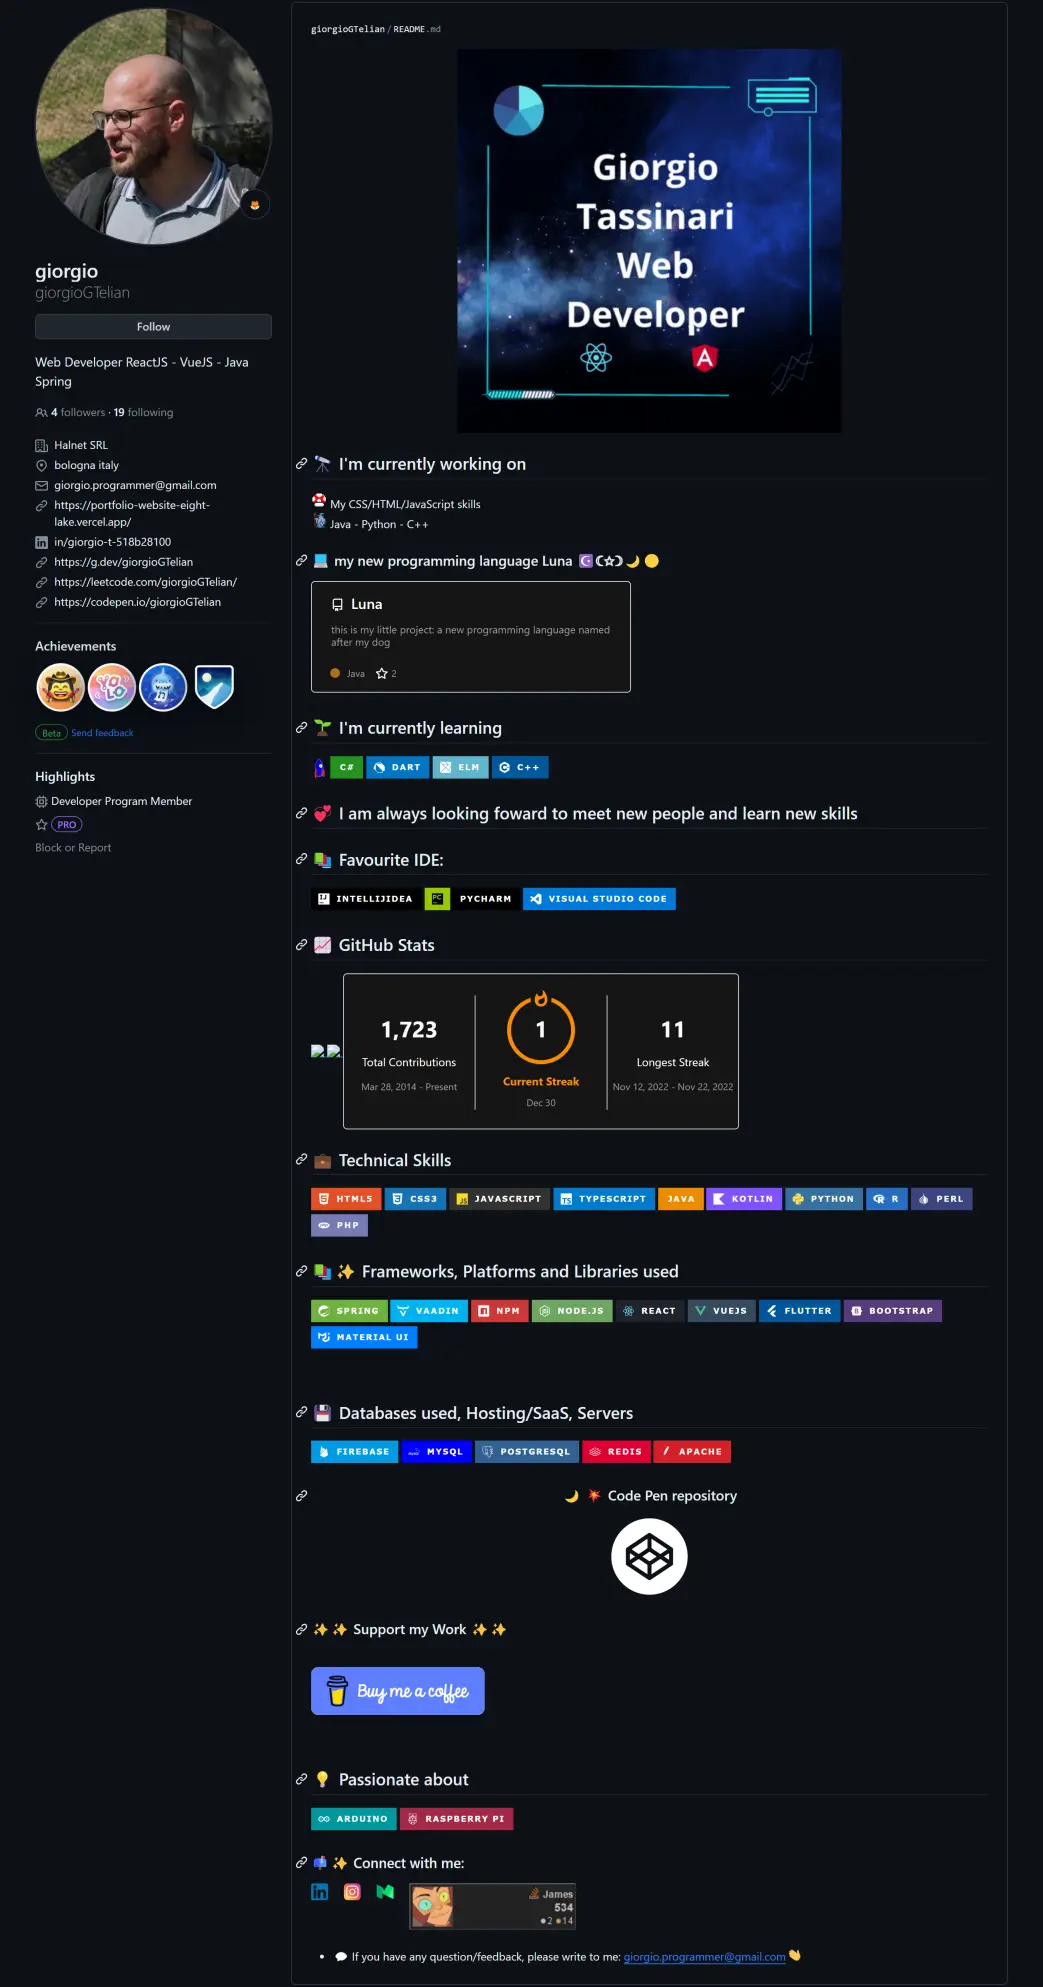 giorgio
giorgioGTelian
Follow
Web Developer ReactJS - VueJS - Java
Spring
4 followers · 19 following
Halnet SRL
bologna italy
giorgio.programmer@gmail.com
https://portfolio-website-eight-
lake.vercel.app/
in/giorgio-t-518b28100
https://g.dev/giorgioGTelian
https://leetcode.com/giorgioGTelian/
https://codepen.io/giorgioGTelian
Achievements
YOLO
Beta Send feedback
Highlights
Developer Program Member
PRO
Block or Report
giorgioGTelian / README.md
Giorgio
Tassinari
Web
Developer
I'm currently working on
My CSS/HTML/JavaScript skills
Java - Python - C++
my new programming language Luna
Luna
this is my little project: a new programming language named
after my dog
Java 2
I'm currently learning
C# DART ELM C++
I am always looking foward to meet new people and learn new skills
Favourite IDE:
INTELLIJIDEA PYCHARM VISUAL STUDIO CODE
GitHub Stats
1,723
Total Contributions
Mar 28, 2014 - Present
1
Current Streak
Dec 30
11
Longest Streak
Nov 12, 2022 - Nov 22, 2022
Technical Skills
HTML5 CSS3 JAVASCRIPT TYPESCRIPT JAVA KOTLIN PYTHON R PERL
PHP
Frameworks, Platforms and Libraries used
SPRING VAADIN NPM NODE.JS REACT VUEJS FLUTTER BOOTSTRAP
MATERIAL UI
Databases used, Hosting/SaaS, Servers
FIREBASE MYSQL POSTGRESQL REDIS APACHE
Code Pen repository
Support my Work
Buy me a coffee
Passionate about
ARDUINO RASPBERRY PI
Connect with me:
James
534
2 14
If you have any question/feedback, please write to me: giorgio.programmer@gmail.com